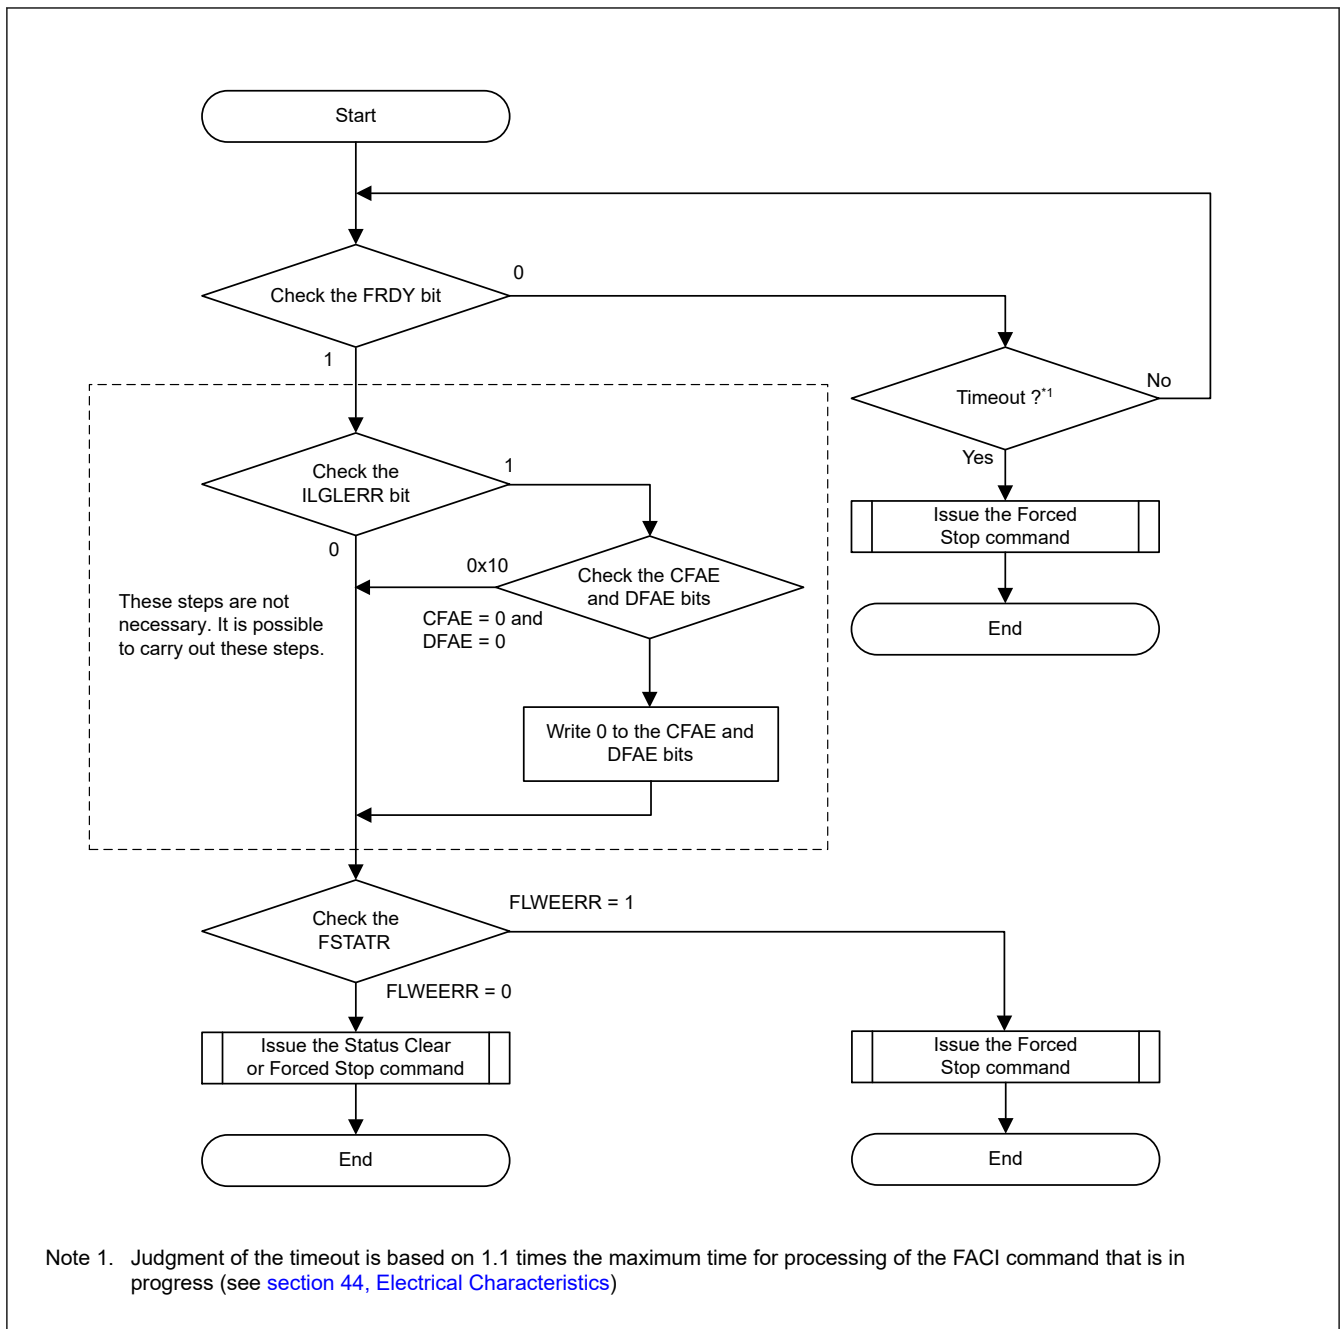 Start
Check the FRDY bit
0
1
Timeout ?*1
No
Yes
Issue the Forced
Stop command
End
Check the
ILGLERR bit
1
0
0x10
Check the CFAE
and DFAE bits
CFAE = 0 and
DFAE = 0
These steps are not
necessary. It is possible
to carry out these steps.
Write 0 to the CFAE and
DFAE bits
Check the
FSTATR
FLWEERR = 1
FLWEERR = 0
Issue the Status Clear
or Forced Stop command
End
Issue the Forced
Stop command
End
Note 1. Judgment of the timeout is based on 1.1 times the maximum time for processing of the FACI command that is in
progress (see section 44, Electrical Characteristics)